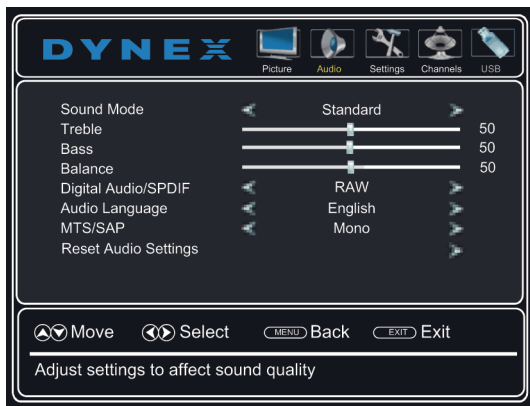 DYNEX
Picture Audio Settings Channels USB
Sound Mode Standard
Treble 50
Bass 50
Balance 50
Digital Audio/SPDIF RAW
Audio Language English
MTS/SAP Mono
Reset Audio Settings
Move Select MENU Back EXIT Exit
Adjust settings to affect sound quality